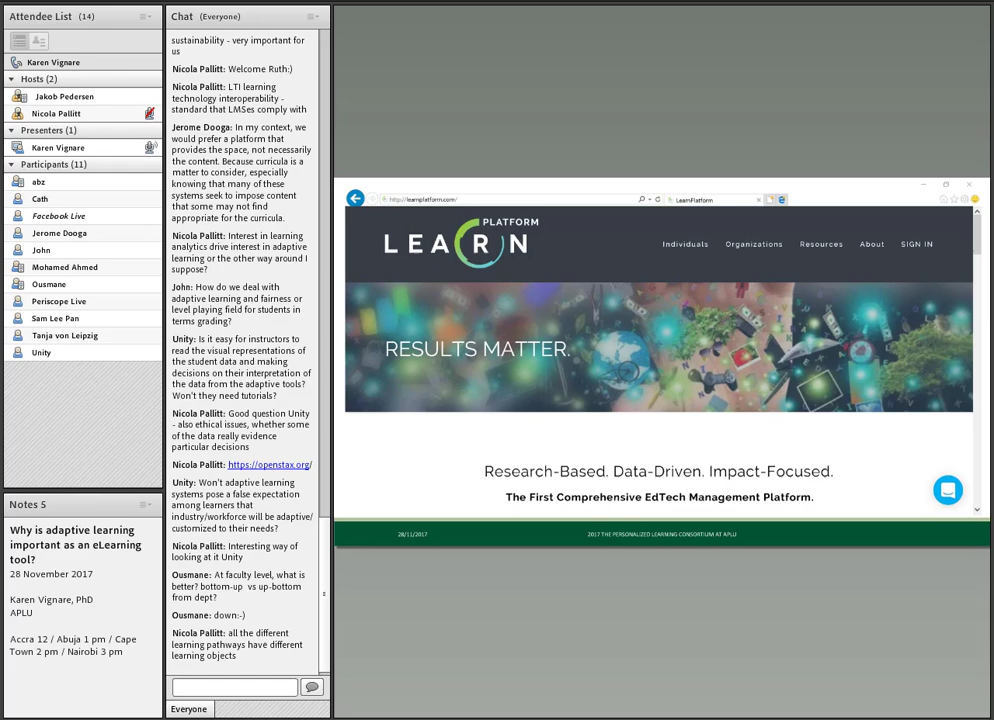 Attendee List (14)
Karen Vignare
Hosts (2)
Jakob Pedersen
Nicola Pallitt
Presenters (1)
Karen Vignare
Participants (11)
abz
Cath
Facebook Live
Jerome Dooga
John
Mohamed Ahmed
Ousmane
Periscope Live
Sam Lee Pan
Tanja von Leipzig
Unity
Notes 5
Why is adaptive learning
important as an eLearning
tool?
28 November 2017
Karen Vignare, PhD
APLU
Accra 12 / Abuja 1 pm / Cape
Town 2 pm / Nairobi 3 pm
Chat (Everyone)
sustainability - very important for
us
Nicola Pallitt: Welcome Ruth:)
Nicola Pallitt: LTI learning
technology interoperability -
standard that LMSes comply with
Jerome Dooga: In my context, we
would prefer a platform that
provides the space, not necessarily
the content. Because curricula is a
matter to consider, especially
knowing that many of these
systems seek to impose content
that some may not find
appropriate for the curricula.
Nicola Pallitt: Interest in learning
analytics drive interest in adaptive
learning or the other way around I
suppose?
John: How do we deal with
adaptive learning and fairness or
level playing field for students in
terms grading?
Unity: Is it easy for instructors to
read the visual representations of
the student data and making
decisions on their interpretation of
the data from the adaptive tools?
Won't they need tutorials?
Nicola Pallitt: Good question Unity
- also ethical issues, whether some
of the data really evidence
particular decisions
Nicola Pallitt: https://openstax.org/
Unity: Won't adaptive learning
systems pose a false expectation
among learners that
industry/workforce will be adaptive/
customized to their needs?
Nicola Pallitt: Interesting way of
looking at it Unity
Ousmane: At faculty level, what is
better? bottom-up vs up-bottom
from dept?
Ousmane: down:-)
Nicola Pallitt: all the different
learning pathways have different
learning objects
Everyone
http://learnplatform.com/
LearnPlatform
LEARN PLATFORM
Individuals Organizations Resources About SIGN IN
RESULTS MATTER.
Research-Based. Data-Driven. Impact-Focused.
The First Comprehensive EdTech Management Platform.
28/11/2017 2017 THE PERSONALIZED LEARNING CONSORTIUM AT APLU